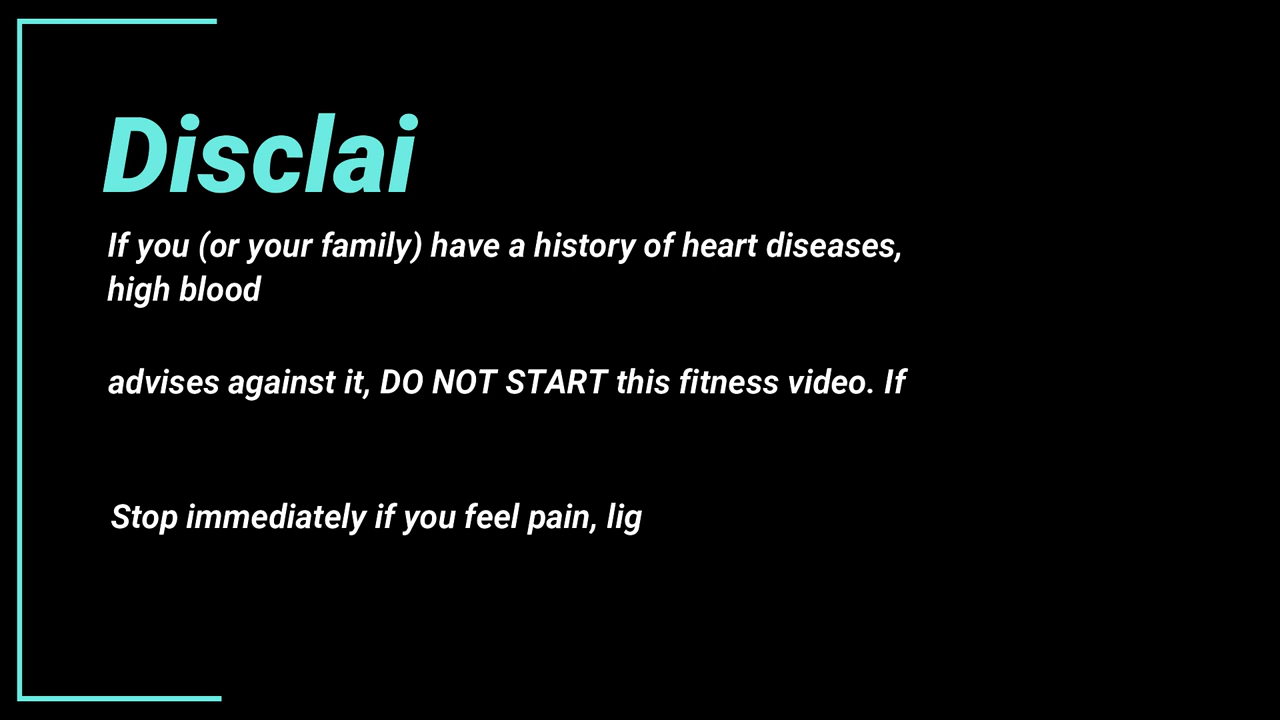 Disclai
If you (or your family) have a history of heart diseases,
high blood
advises against it, DO NOT START this fitness video. If
Stop immediately if you feel pain, lig